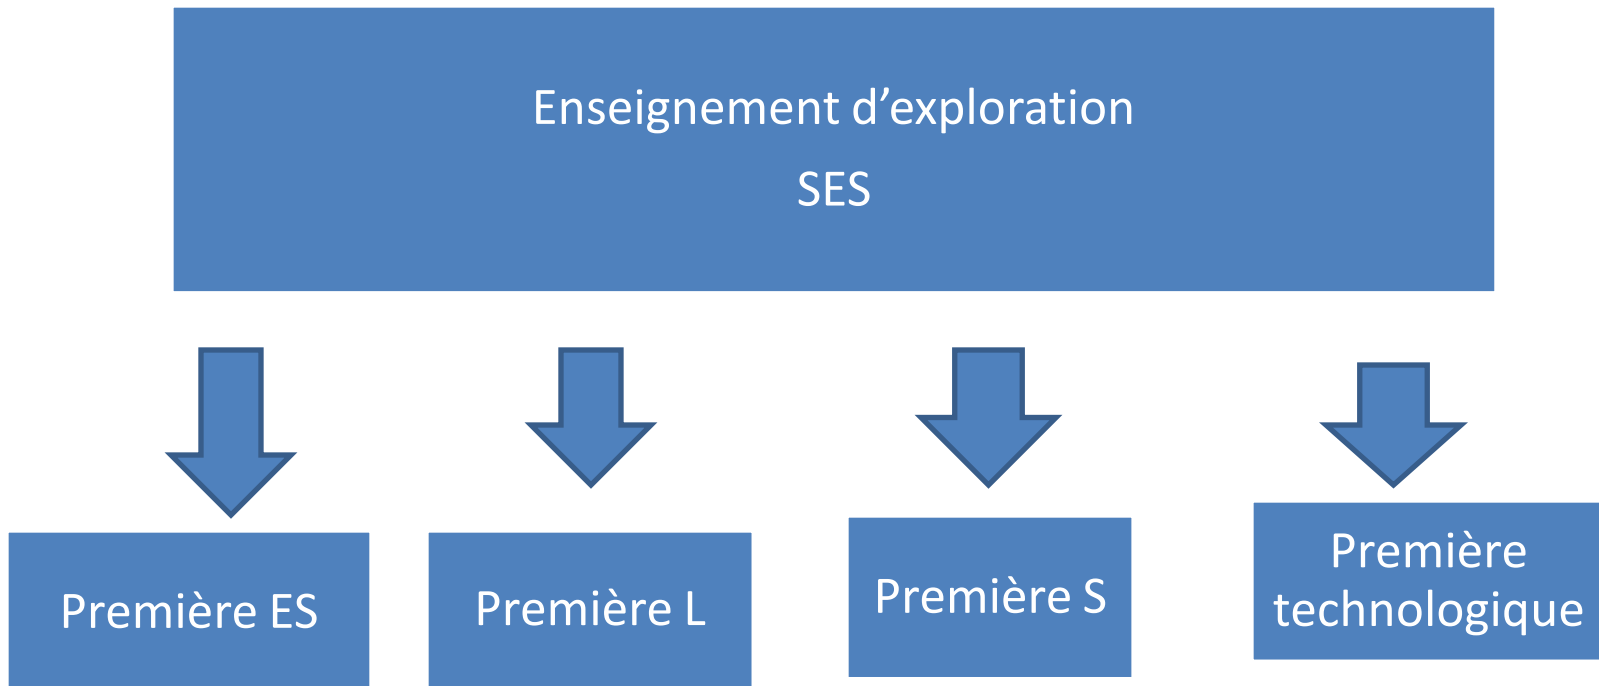 Enseignement d’exploration
SES
Première ES
Première L
Première S
Première
technologique